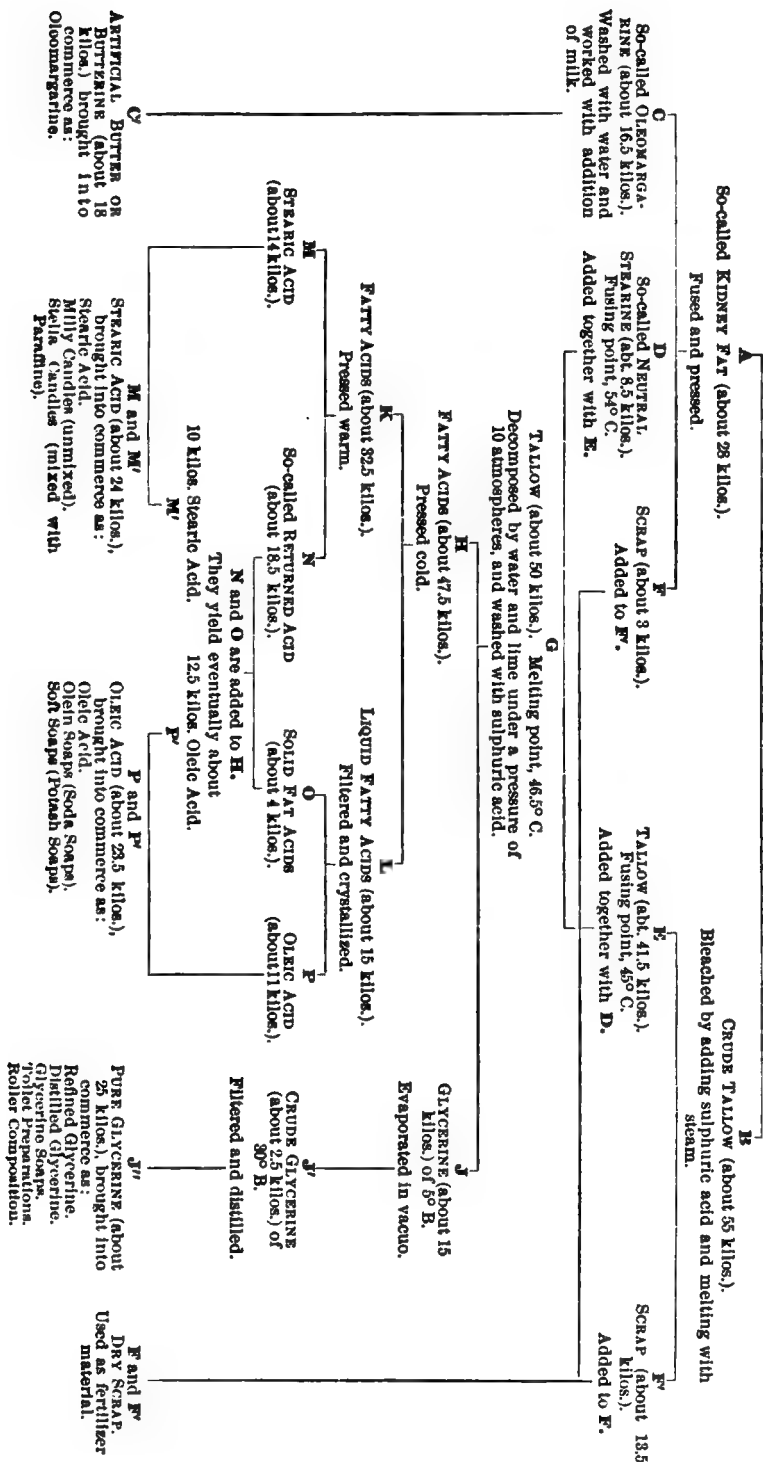 A
So-called KIDNEY FAT (about 28 kilos.).
Fused and pressed.
B
CRUDE TALLOW (about 55 kilos.).
Bleached by adding sulphuric acid and melting with
steam.
C
So-called OLEOMARGA-
RINE (about 16.5 kilos.).
Washed with water and
worked with addition
of milk.
D
So-called NEUTRAL
STEARINE (abt. 8.5 kilos.).
Fusing point, 54° C.
Added together with E.
F
SCRAP (about 3 kilos.).
Added to F'.
E
TALLOW (abt. 41.5 kilos.).
Fusing point, 45° C.
Added together with D.
F'
SCRAP (about 13.5
kilos.).
Added to F.
G
TALLOW (about 50 kilos.). Melting point, 46.5° C.
Decomposed by water and lime under a pressure of
10 atmospheres, and washed with sulphuric acid.
H
FATTY ACIDS (about 47.5 kilos.).
Pressed cold.
J
GLYCERINE (about 15
kilos.) of 5° B.
Evaporated in vacuo.
K
FATTY ACIDS (about 32.5 kilos.).
Pressed warm.
L
LIQUID FATTY ACIDS (about 15 kilos.).
Filtered and crystallized.
M
STEARIC ACID
(about 14 kilos.).
N
So-called RETURNED ACID
(about 18.5 kilos.).
O
SOLID FAT ACIDS
(about 4 kilos.).
P
OLEIC ACID
(about 11 kilos.).
J'
CRUDE GLYCERINE
(about 2.5 kilos.) of
30° B.
Filtered and distilled.
N and O are added to H.
They yield eventually about
10 kilos. Stearic Acid. 12.5 kilos. Oleic Acid.
M' P'
C'
ARTIFICIAL BUTTER OR
BUTTERINE (about 18
kilos.) brought into
commerce as:
Oleomargarine.
M and M'
STEARIC ACID (about 24 kilos.),
brought into commerce as:
Stearic Acid.
Milly Candles (unmixed).
Stella Candles (mixed with
Paraffine).
P and P'
OLEIC ACID (about 23.5 kilos.),
brought into commerce as:
Oleic Acid.
Olein Soaps (Soda Soaps).
Soft Soaps (Potash Soaps).
J''
PURE GLYCERINE (about
25 kilos.), brought into
commerce as:
Refined Glycerine.
Distilled Glycerine.
Glycerine Soaps.
Toilet Preparations.
Roller Composition.
F and F'
DRY SCRAP.
Used as fertilizer
material.